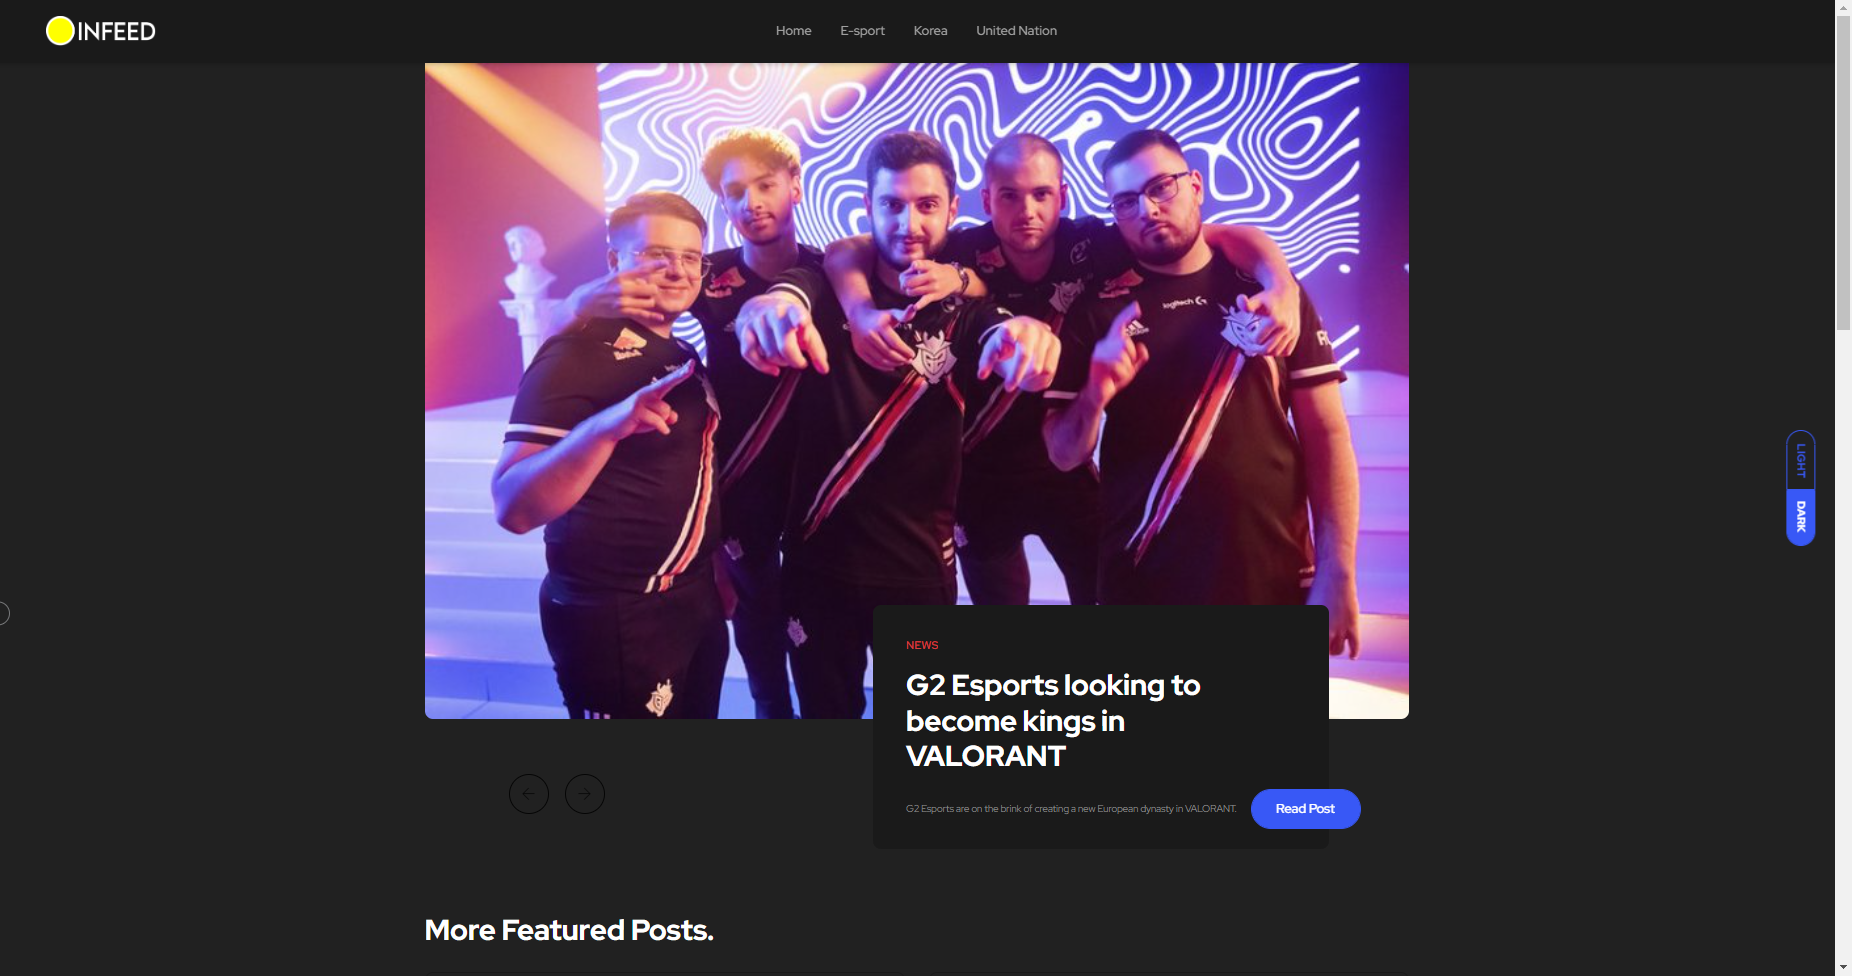 INFEED
Home
E-sport
Korea
United Nation
logitech G
LIGHT
DARK
NEWS
G2 Esports looking to
become kings in
VALORANT
G2 Esports are on the brink of creating a new European dynasty in VALORANT.
Read Post
More Featured Posts.